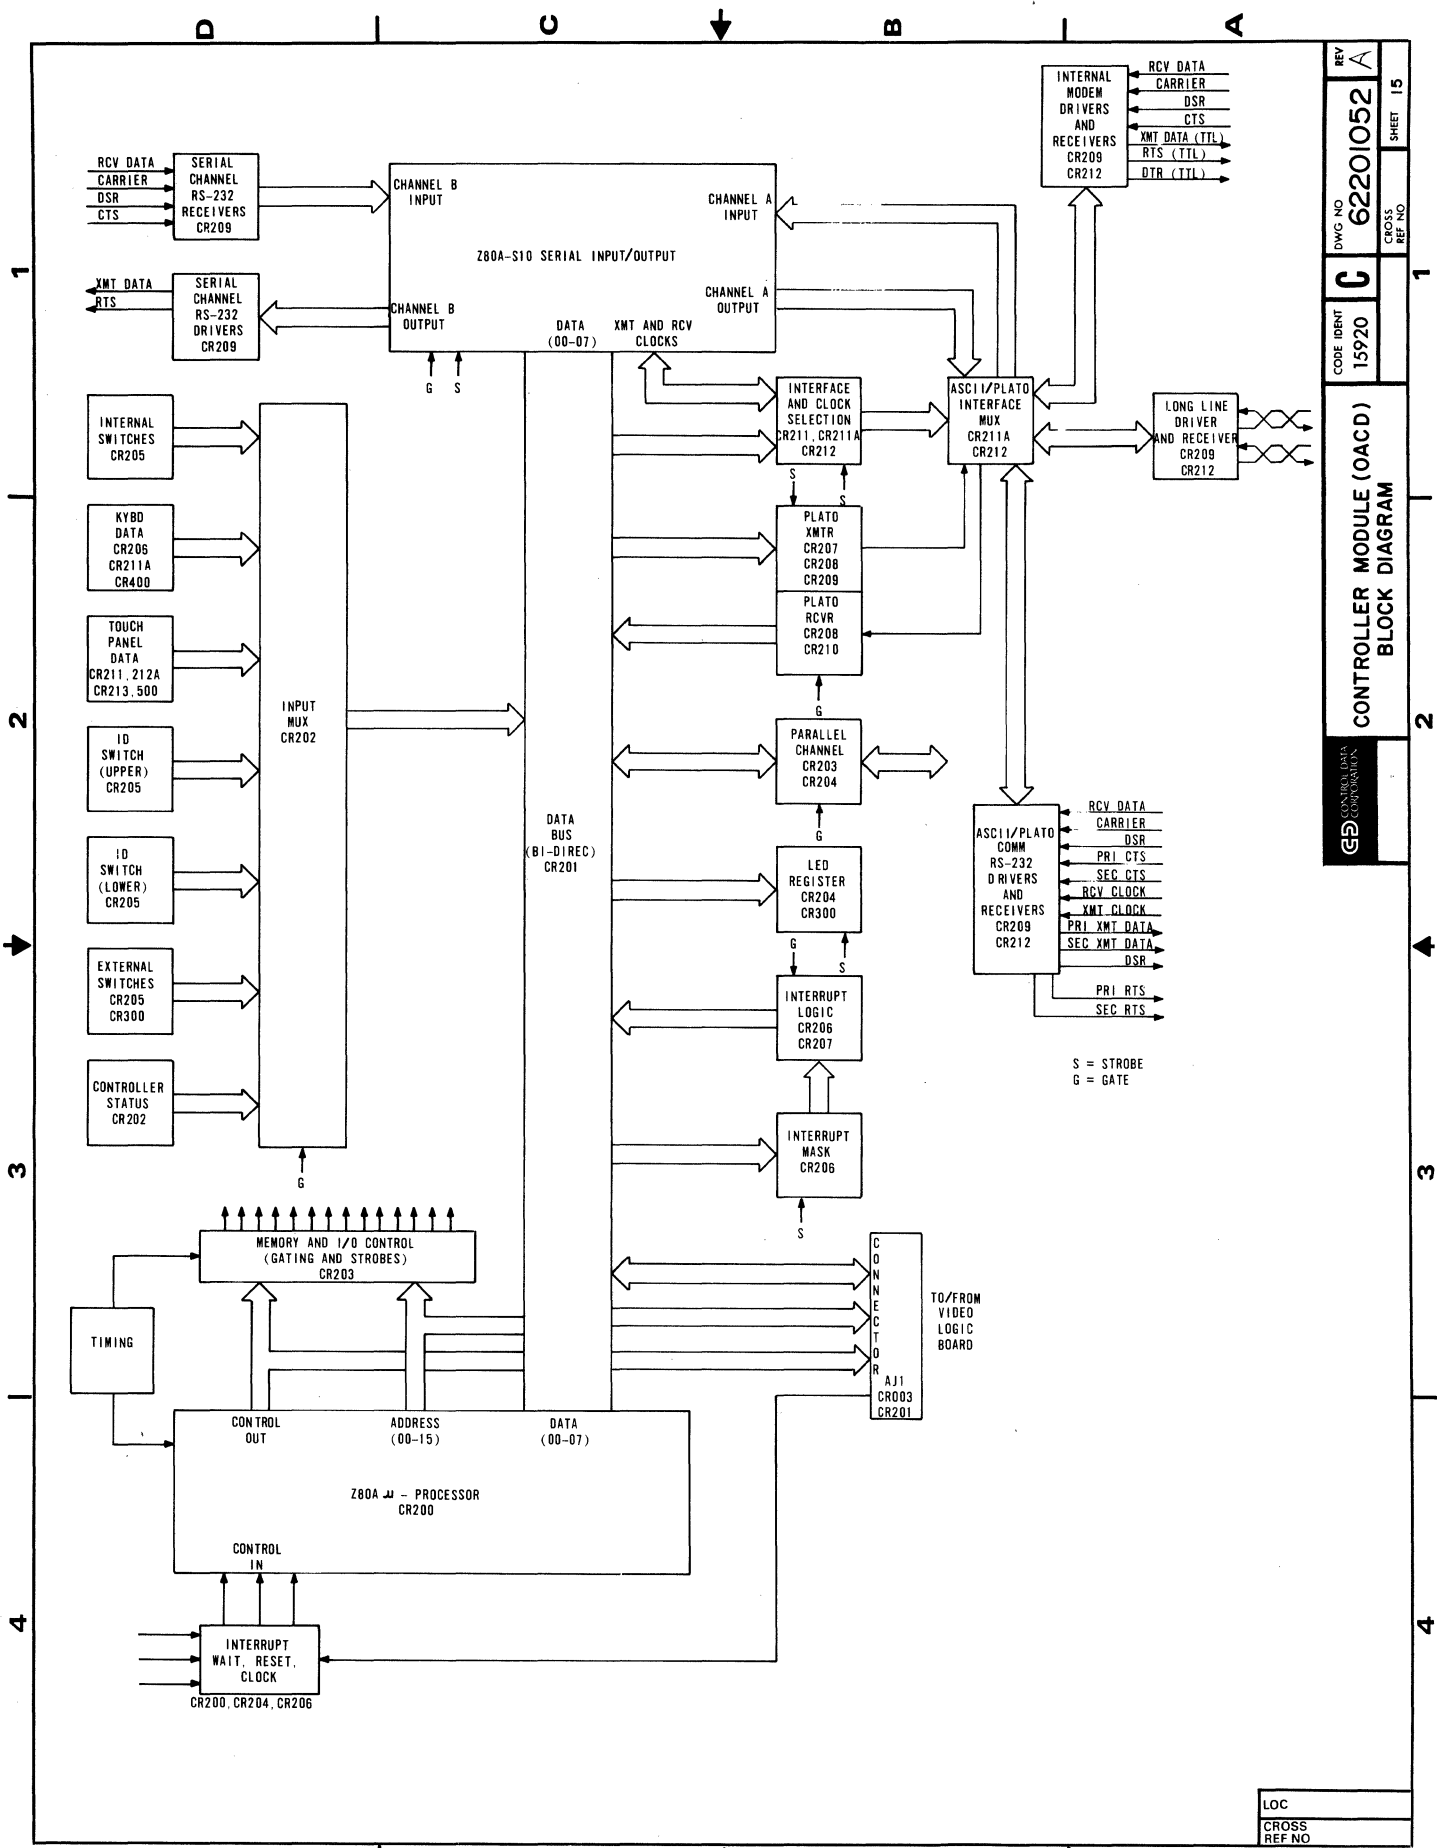 D
C
B
A
RCV DATA
CARRIER
DSR
CTS
SERIAL
CHANNEL
RS-232
RECEIVERS
CR209
XMT DATA
RTS
SERIAL
CHANNEL
RS-232
DRIVERS
CR209
CHANNEL B
INPUT
CHANNEL A
INPUT
Z80A-S10 SERIAL INPUT/OUTPUT
CHANNEL B
OUTPUT
CHANNEL A
OUTPUT
DATA
(00-07)
XMT AND RCV
CLOCKS
G
S
INTERNAL
MODEM
DRIVERS
AND
RECEIVERS
CR209
CR212
RCV DATA
CARRIER
DSR
CTS
XMT DATA (TTL)
RTS (TTL)
DTR (TTL)
1
1
INTERNAL
SWITCHES
CR205
KYBD
DATA
CR206
CR211A
CR400
TOUCH
PANEL
DATA
CR211,212A
CR213,500
ID
SWITCH
(UPPER)
CR205
ID
SWITCH
(LOWER)
CR205
EXTERNAL
SWITCHES
CR205
CR300
CONTROLLER
STATUS
CR202
INPUT
MUX
CR202
G
DATA
BUS
(BI-DIREC)
CR201
INTERFACE
AND CLOCK
SELECTION
CR211,CR211A
CR212
S
S
ASCII/PLATO
INTERFACE
MUX
CR211A
CR212
LONG LINE
DRIVER
AND RECEIVER
CR209
CR212
PLATO
XMTR
CR207
CR208
CR209
PLATO
RCVR
CR208
CR210
G
2
2
PARALLEL
CHANNEL
CR203
CR204
G
LED
REGISTER
CR204
CR300
G
S
INTERRUPT
LOGIC
CR206
CR207
INTERRUPT
MASK
CR206
S
ASCII/PLATO
COMM
RS-232
DRIVERS
AND
RECEIVERS
CR209
CR212
RCV DATA
CARRIER
DSR
PRI CTS
SEC CTS
RCV CLOCK
XMT CLOCK
PRI XMT DATA
SEC XMT DATA
DSR
PRI RTS
SEC RTS
S = STROBE
G = GATE
3
3
MEMORY AND I/O CONTROL
(GATING AND STROBES)
CR203
TIMING
CONNECTOR
AJ1
CR003
CR201
TO/FROM
VIDEO
LOGIC
BOARD
CONTROL
OUT
ADDRESS
(00-15)
DATA
(00-07)
Z80A µ - PROCESSOR
CR200
CONTROL
IN
4
4
INTERRUPT
WAIT, RESET,
CLOCK
CR200,CR204,CR206
CONTROL DATA
CORPORATION
CONTROLLER MODULE (OACD)
BLOCK DIAGRAM
CODE IDENT
15920
C
DWG NO
62201052
REV
A
CROSS
REF NO
SHEET 15
LOC
CROSS
REF NO